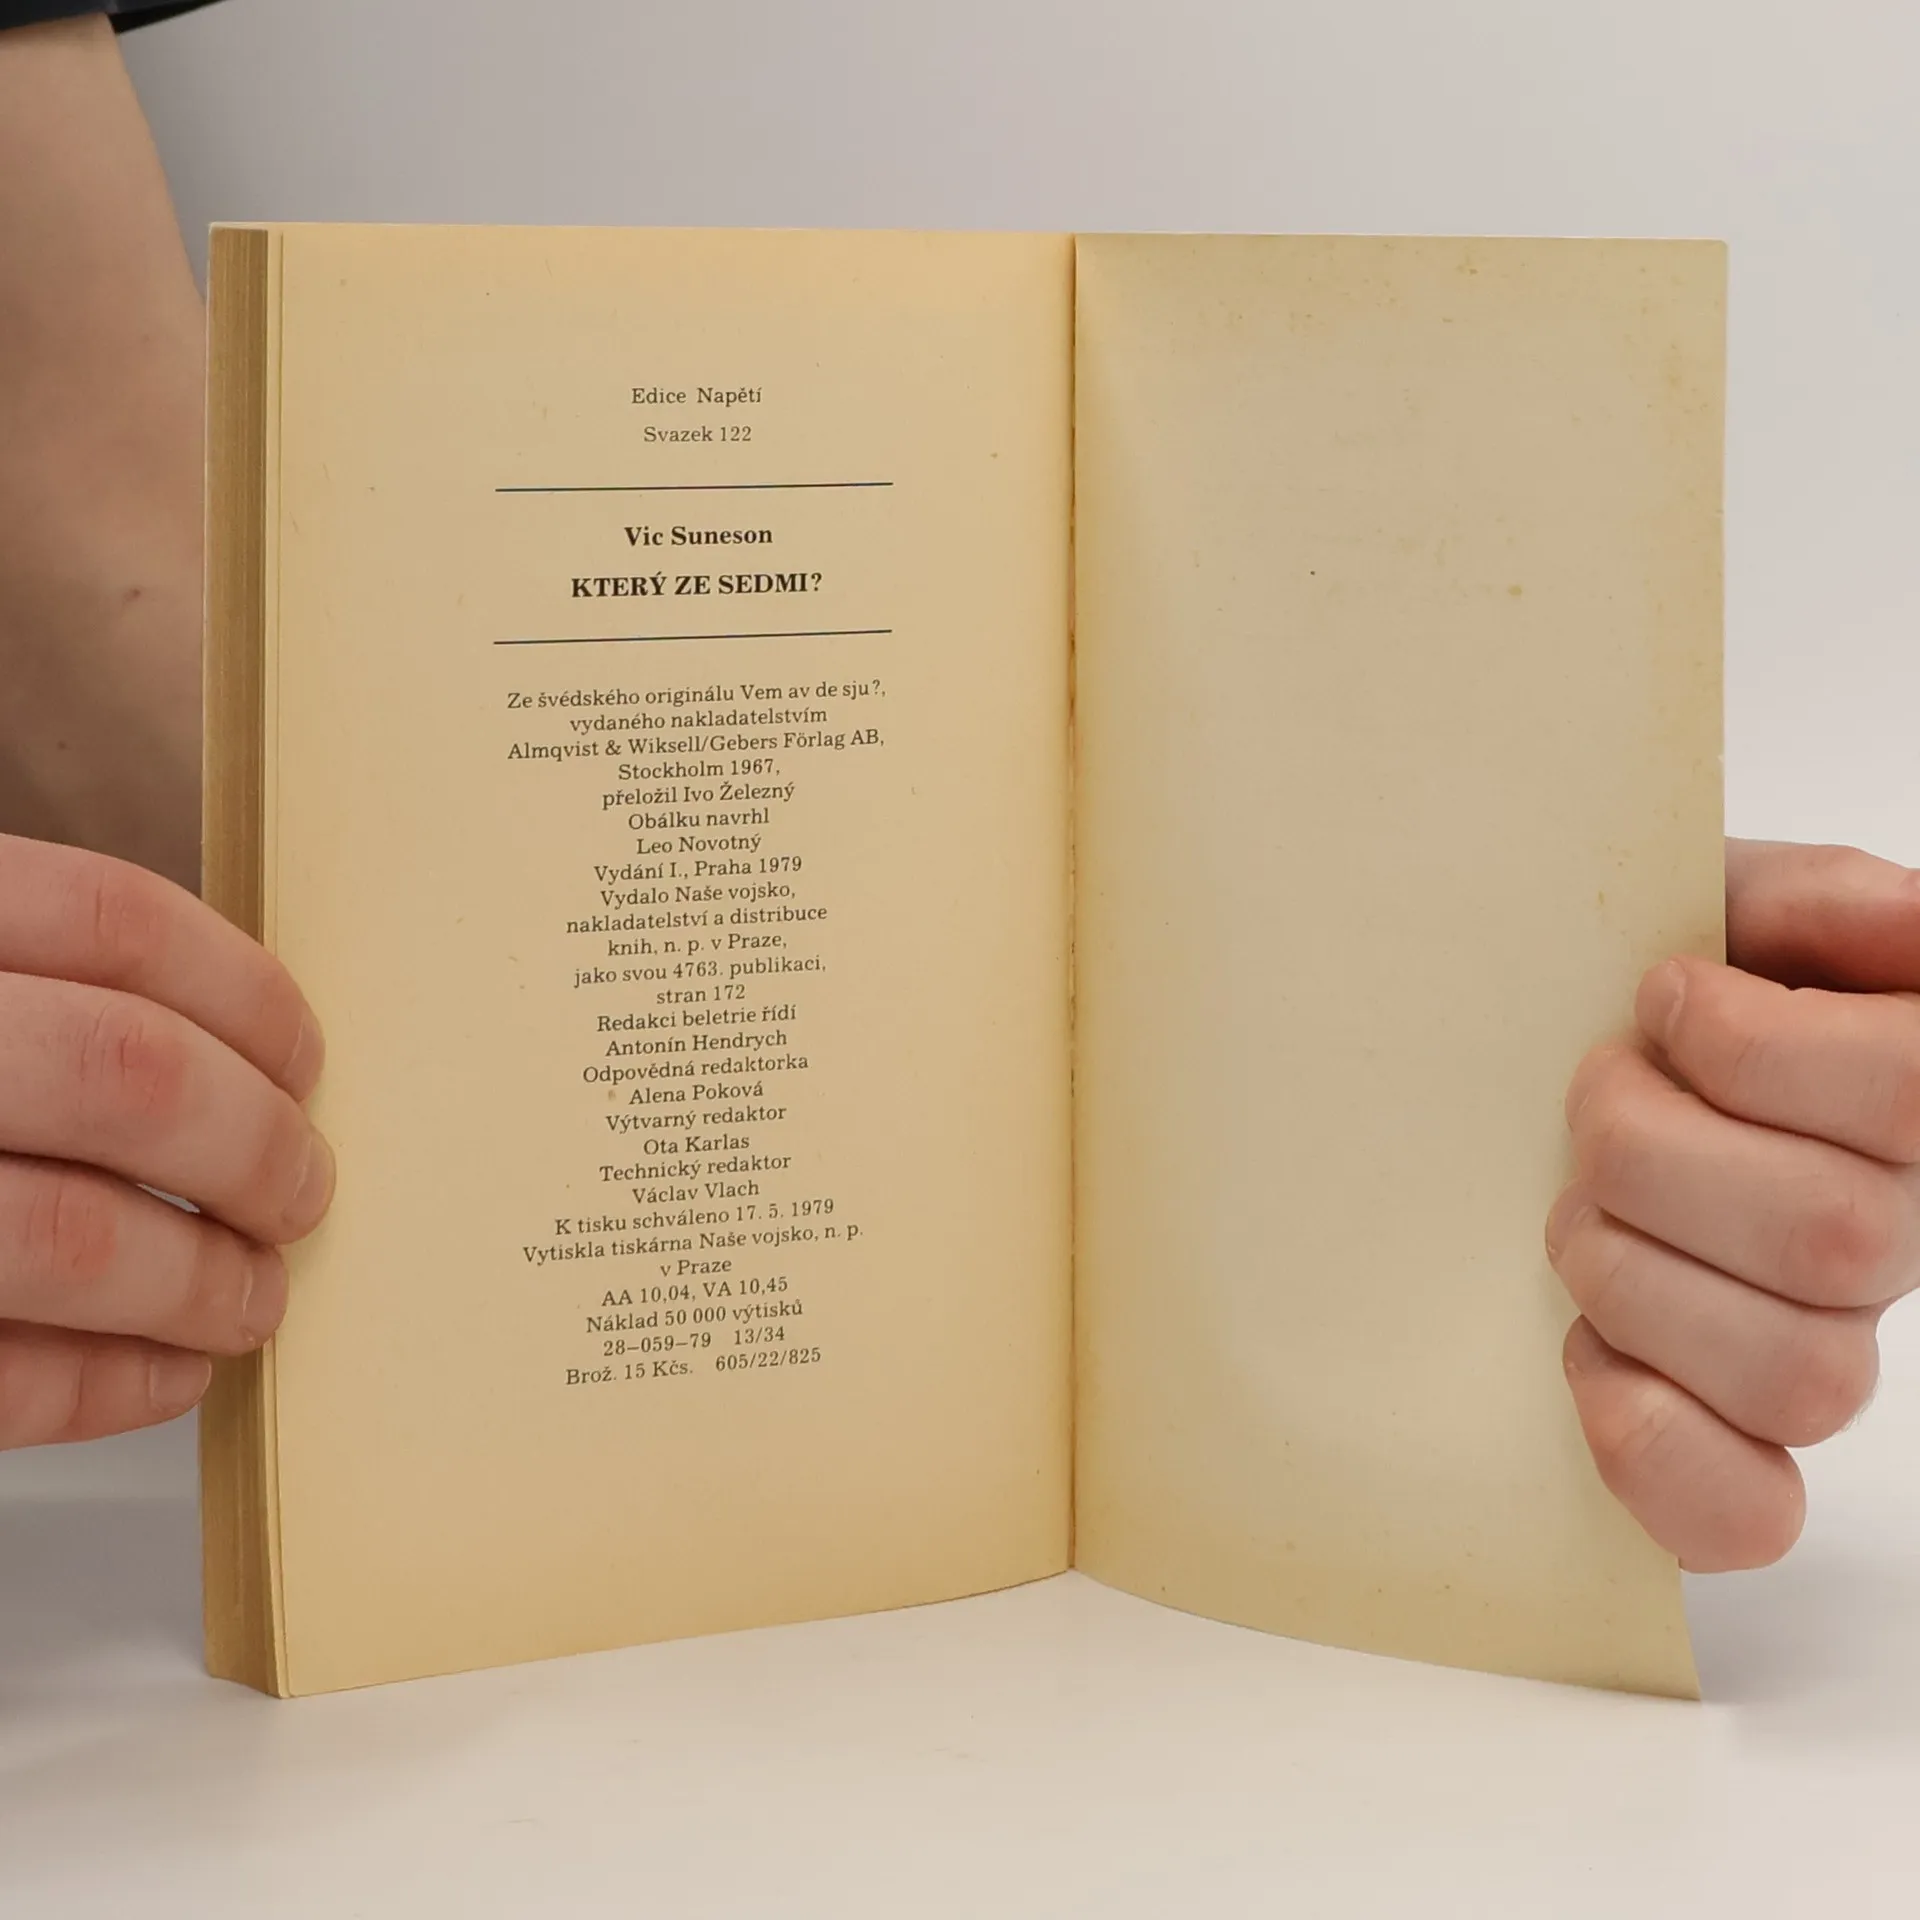 Edice Napětí
Svazek 122
Vic Suneson
KTERÝ ZE SEDMI?
Ze švédského originálu Vem av de sju?,
vydaného nakladatelstvím
Almqvist & Wiksell/Gebers Förlag AB,
Stockholm 1967,
přeložil Ivo Železný
Obálku navrhl
Leo Novotný
Vydání I., Praha 1979
Vydalo Naše vojsko,
nakladatelství a distribuce
knih, n. p. v Praze,
jako svou 4763. publikaci,
stran 172
Redakci beletrie řídí
Antonín Hendrych
Odpovědná redaktorka
Alena Poková
Výtvarný redaktor
Ota Karlas
Technický redaktor
Václav Vlach
K tisku schváleno 17. 5. 1979
Vytiskla tiskárna Naše vojsko, n. p.
v Praze
AA 10,04, VA 10,45
Náklad 50 000 výtisků
28—059—79 13/34
Brož. 15 Kčs. 605/22/825